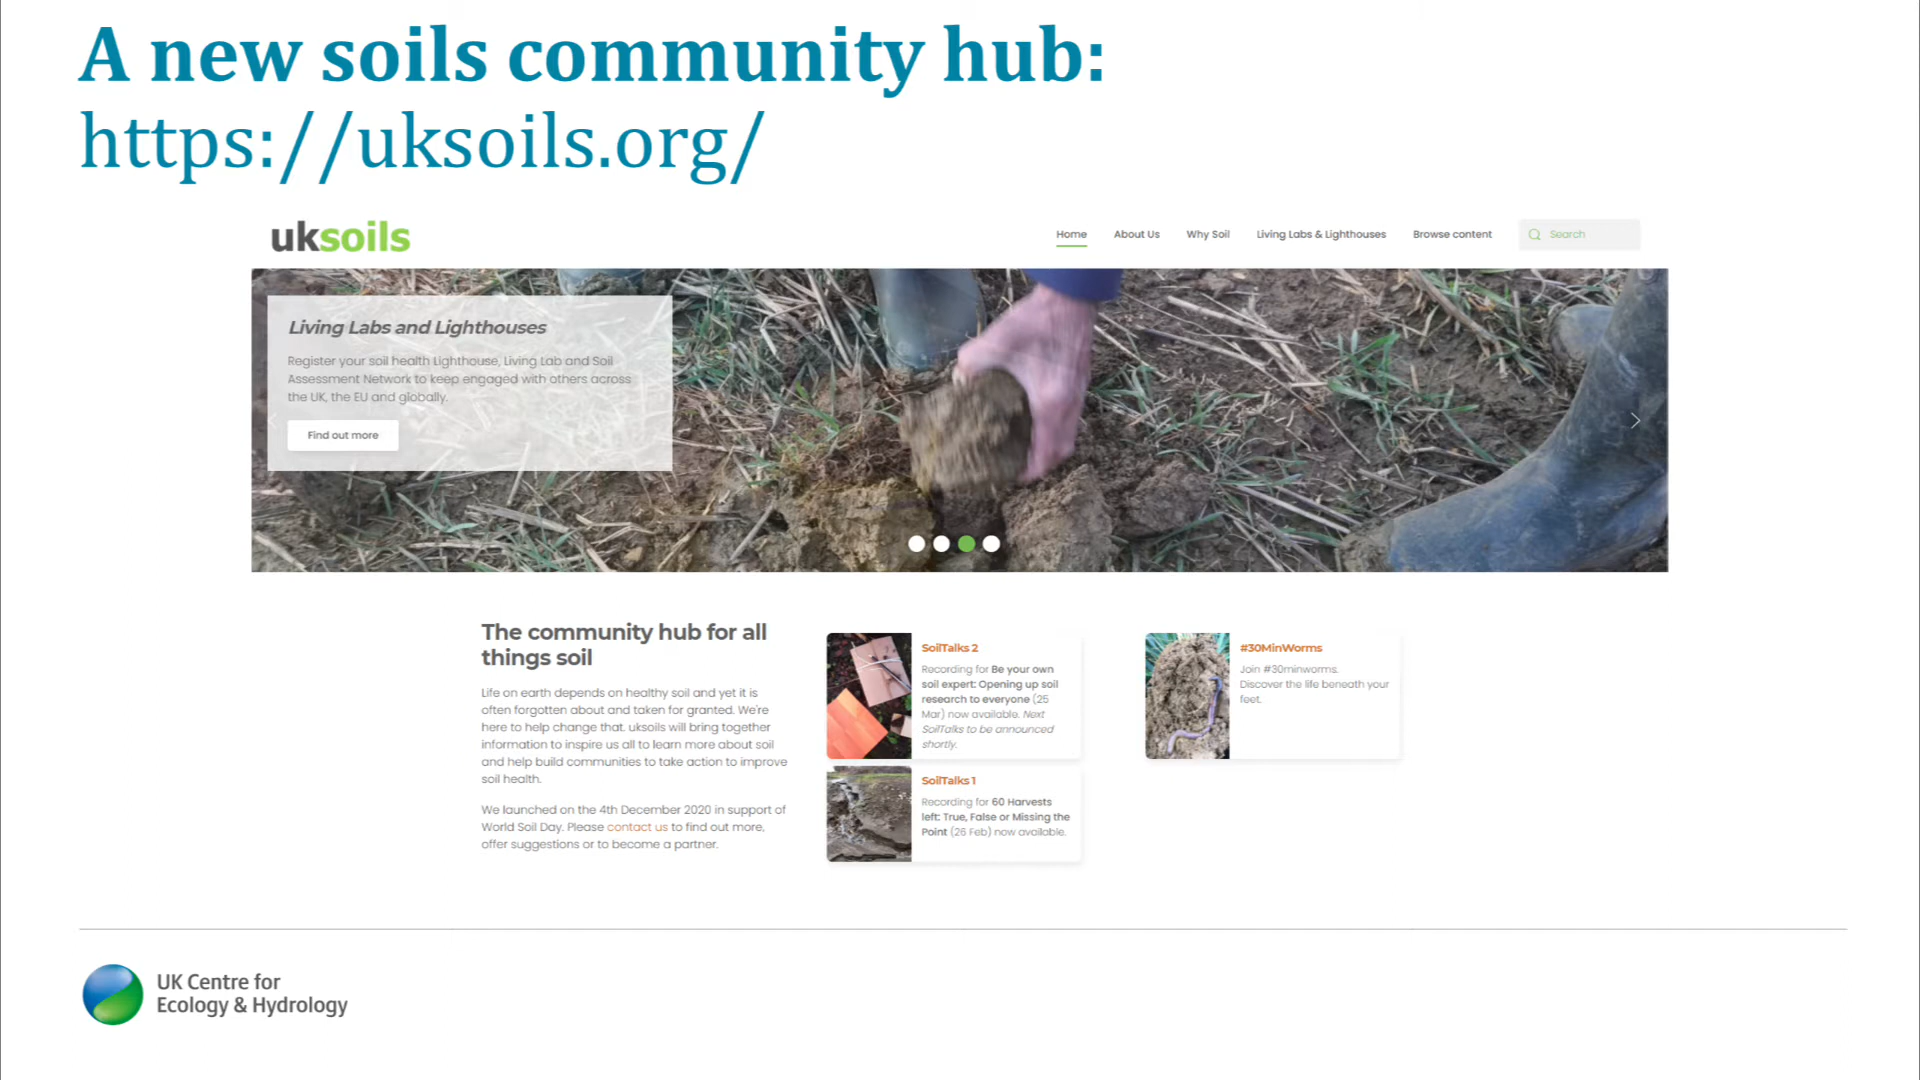 A new soils community hub:
https://uksoils.org/
uksoils
Home About Us Why Soil Living Labs & Lighthouses Browse content Search
Living Labs and Lighthouses
Register your soil health Lighthouse, Living Lab and Soil
Assessment Network to keep engaged with others across
the UK, the EU and globally.
Find out more
The community hub for all
things soil
Life on earth depends on healthy soil and yet it is
often forgotten about and taken for granted. We're
here to help change that. uksoils will bring together
information to inspire us all to learn more about soil
and help build communities to take action to improve
soil health.
We launched on the 4th December 2020 in support of
World Soil Day. Please contact us to find out more,
offer suggestions or to become a partner.
SoilTalks 2
Recording for Be your own
soil expert: Opening up soil
research to everyone (25
Mar) now available. Next
SoilTalks to be announced
shortly.
SoilTalks 1
Recording for 60 Harvests
left: True, False or Missing the
Point (26 Feb) now available.
#30MinWorms
Join #30minworms.
Discover the life beneath your
feet.
UK Centre for
Ecology & Hydrology